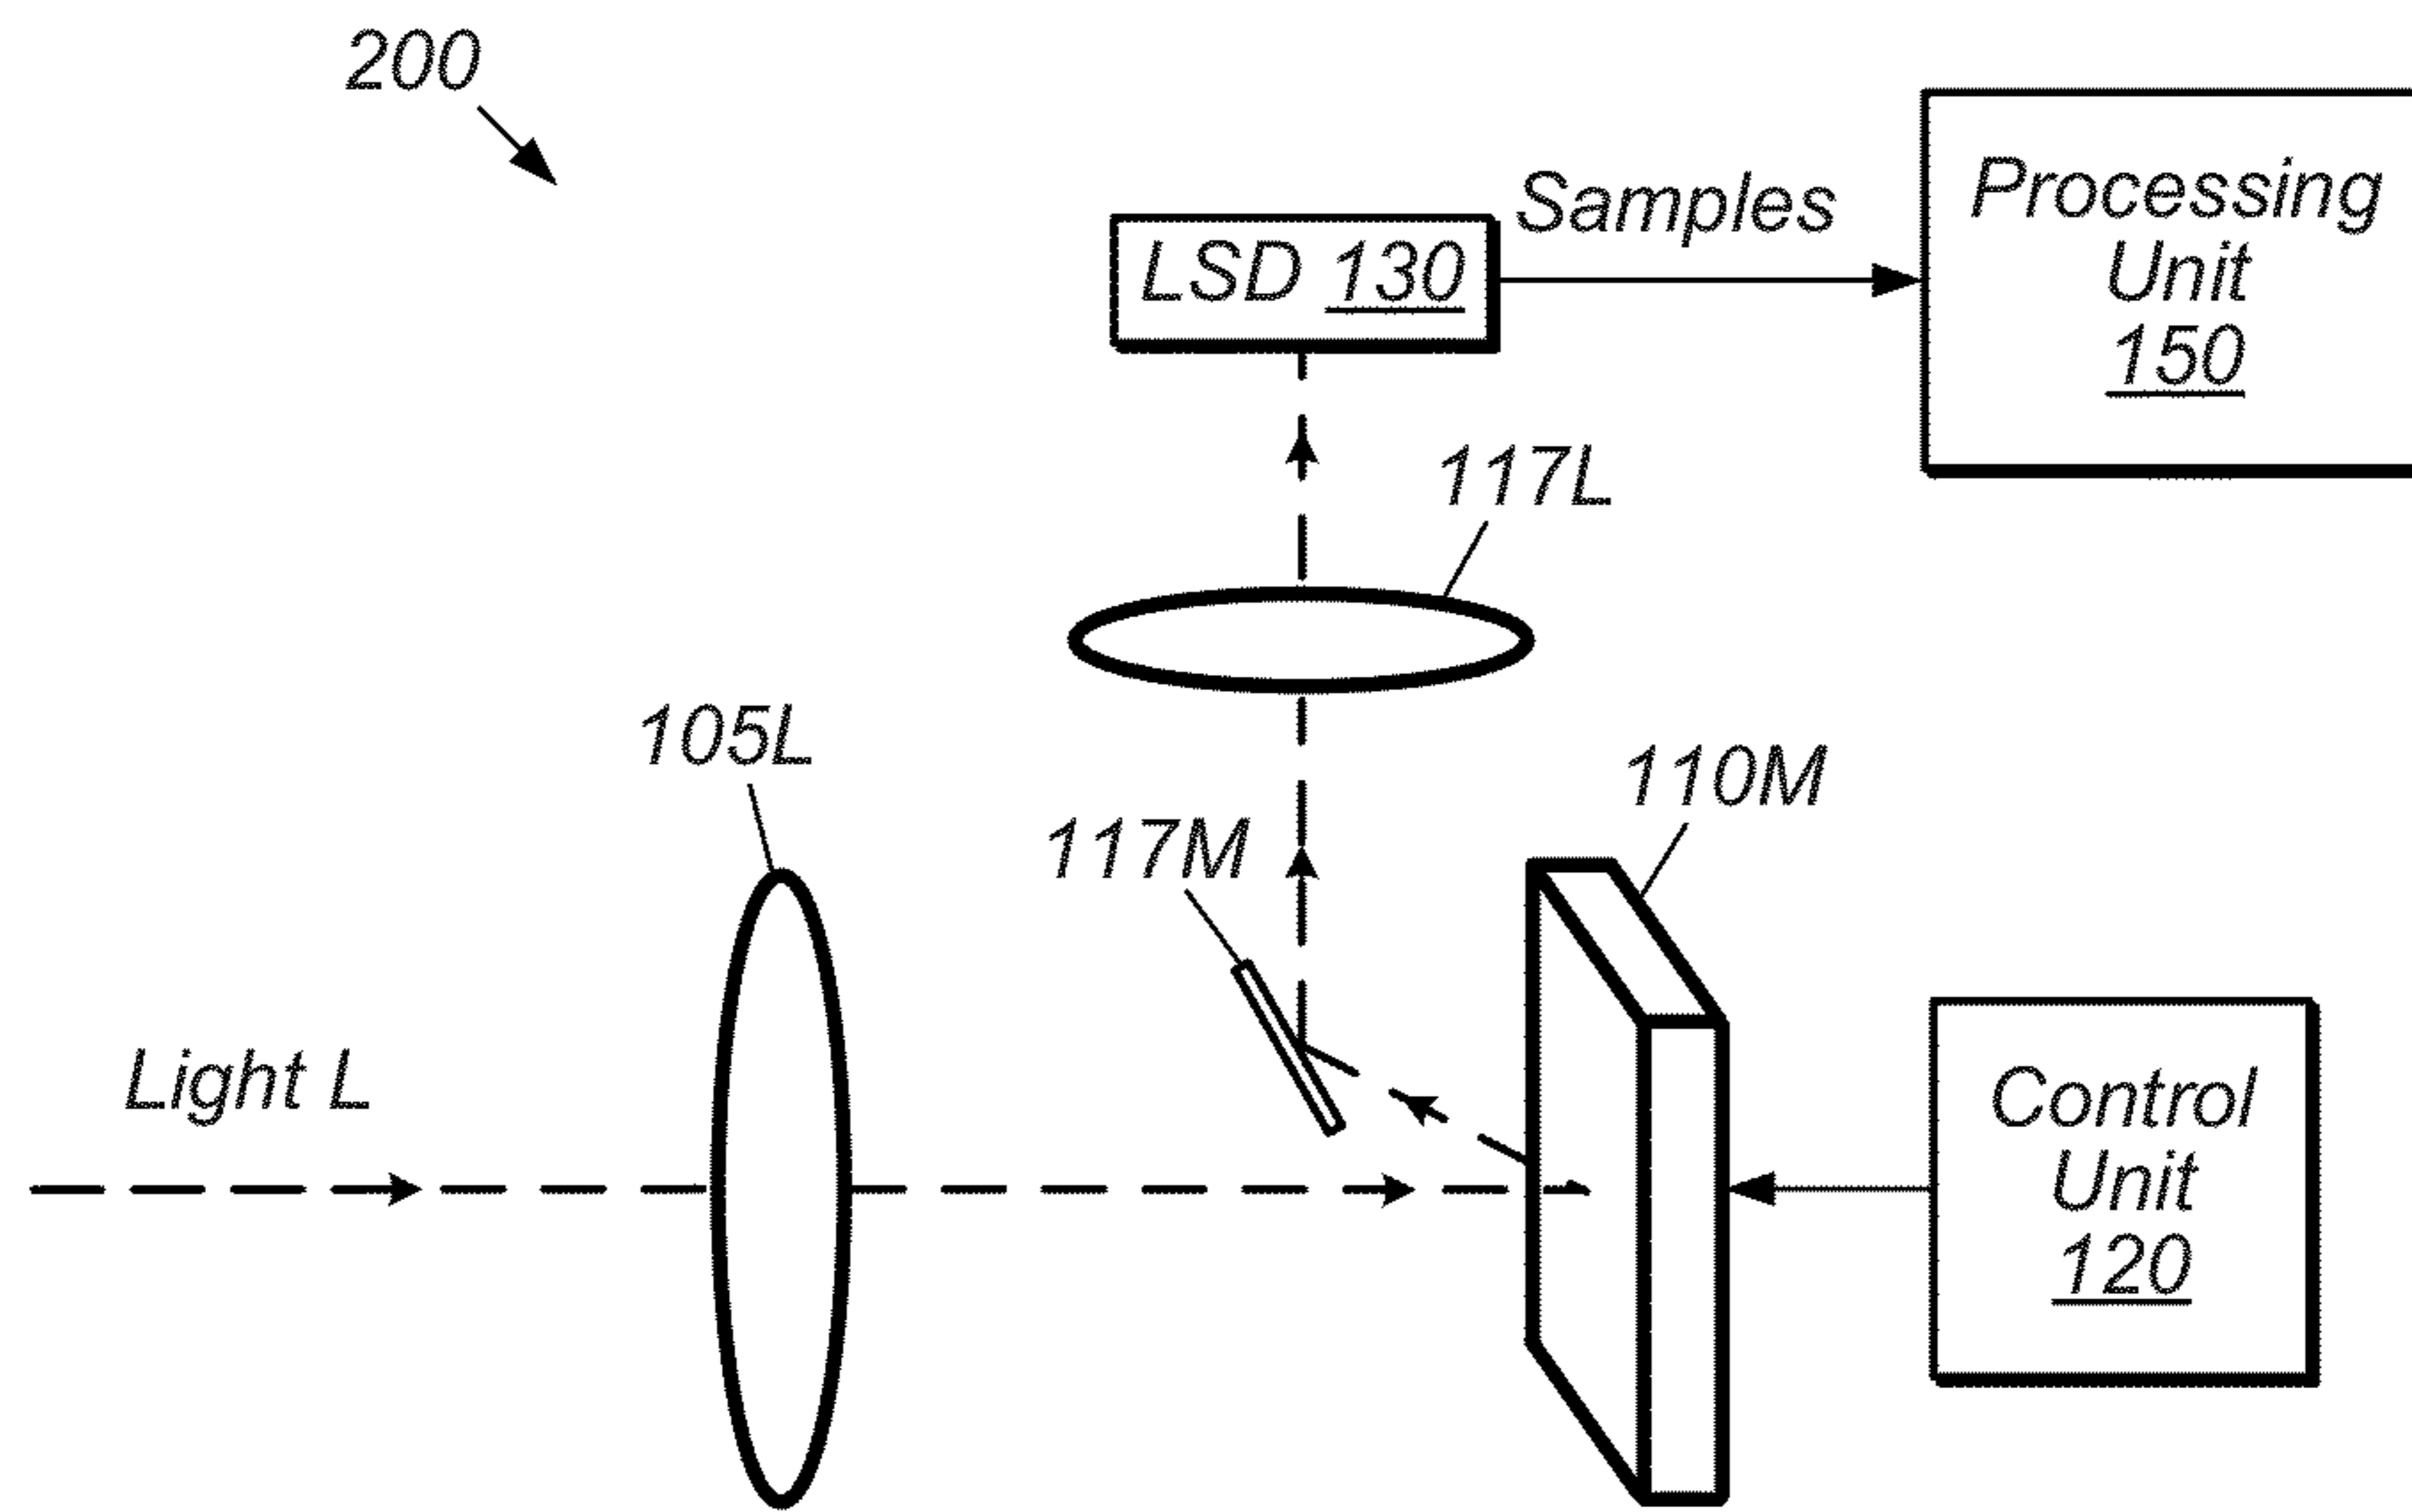 200
LSD 130
Samples
Processing
Unit
150
117L
105L
110M
117M
Light L
Control
Unit
120